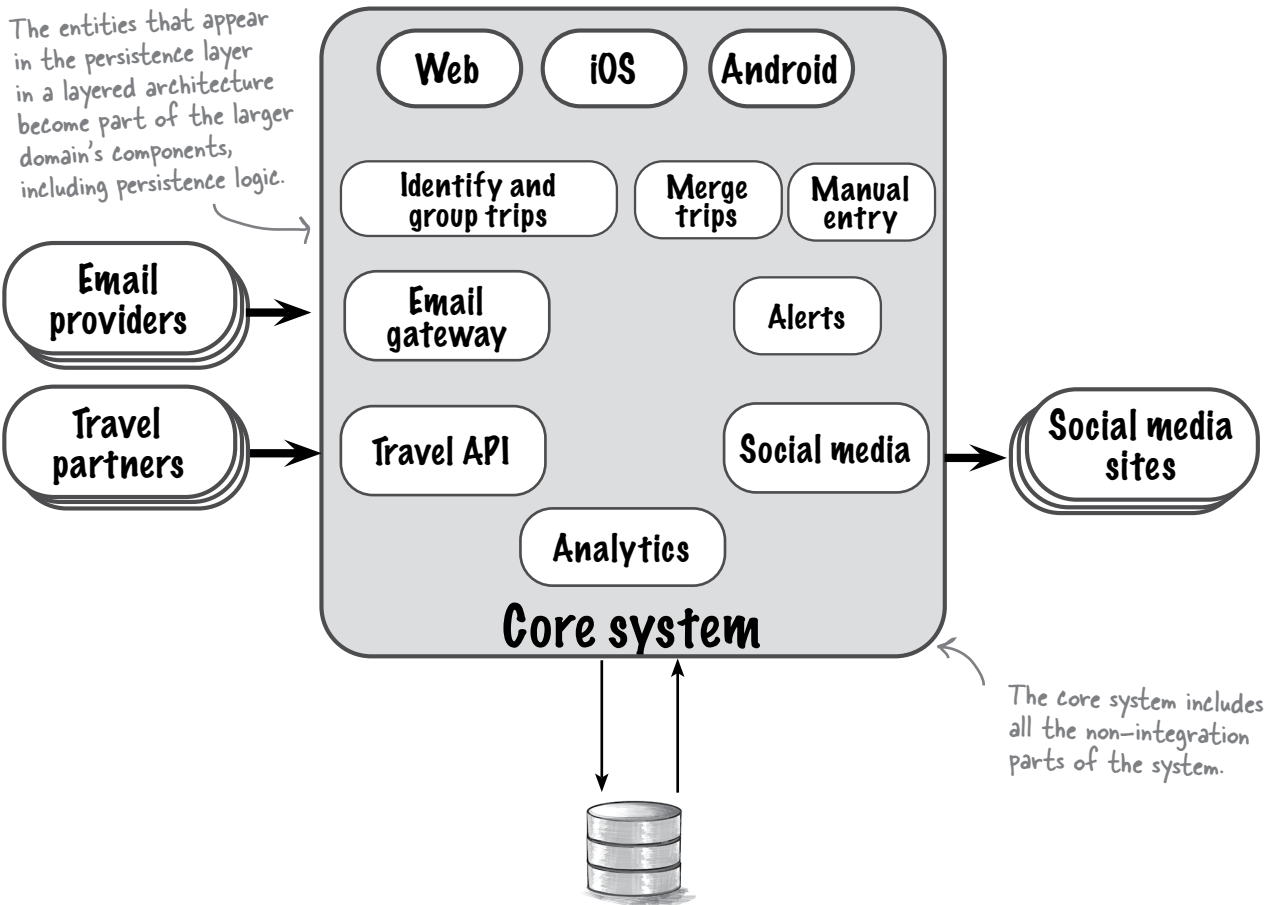 The entities that appear
in the persistence layer
in a layered architecture
become part of the larger
domain's components,
including persistence logic.
Web
iOS
Android
Identify and
group trips
Merge
trips
Manual
entry
Email
providers
Email
gateway
Alerts
Travel
partners
Travel API
Social media
Social media
sites
Analytics
Core system
The core system includes
all the non-integration
parts of the system.